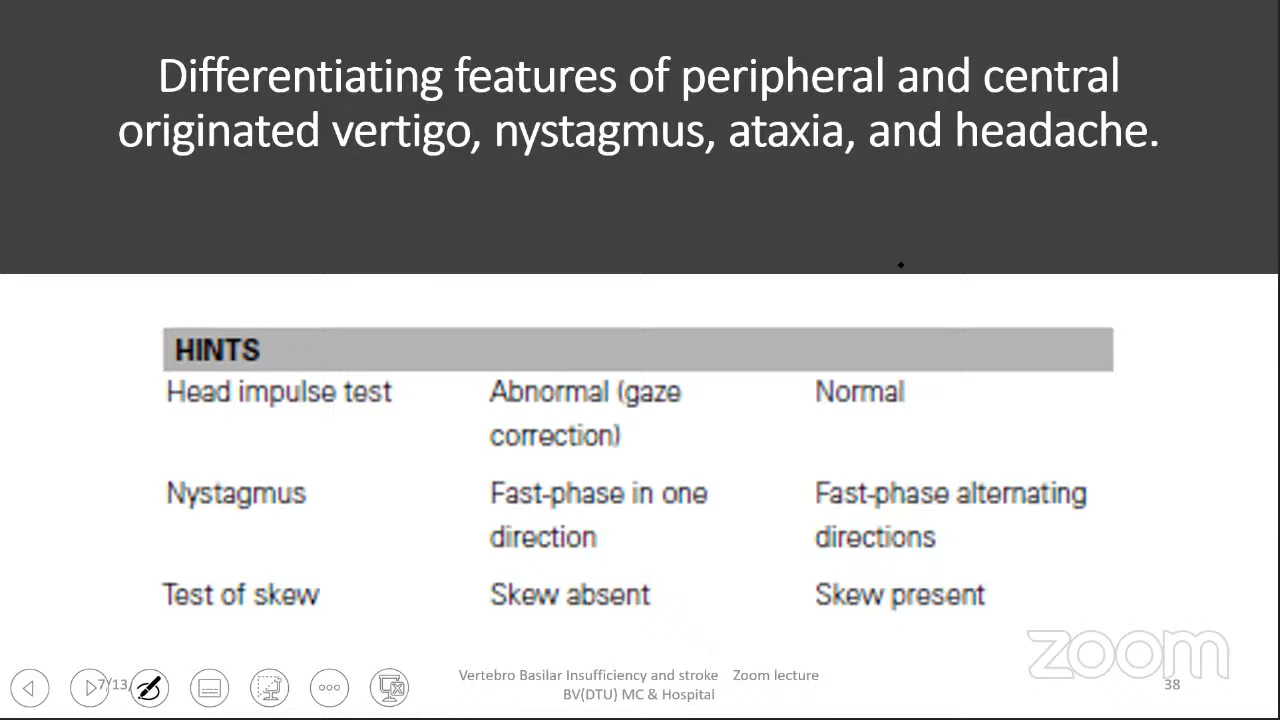 Differentiating features of peripheral and central
originated vertigo, nystagmus, ataxia, and headache.
HINTS
Head impulse test Abnormal (gaze correction) Normal
Nystagmus Fast-phase in one direction Fast-phase alternating directions
Test of skew Skew absent Skew present
zoom
7/13/
Vertebro Basilar Insufficiency and stroke Zoom lecture
BV(DTU) MC & Hospital
38